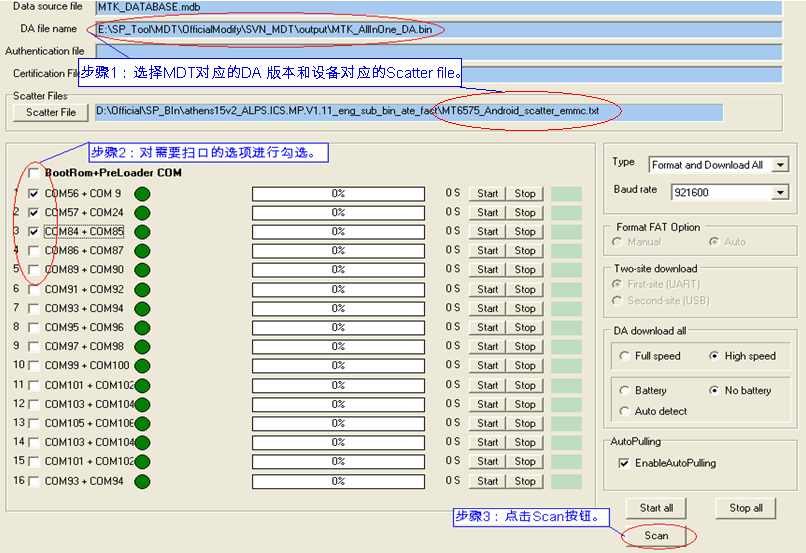 Data source file MTK_DATABASE.mdb
DA file name E:\SP_Tool\MDT\OfficialModify\SVN_MDT\output\MTK_AllInOne_DA.bin
Authentication file
Certification File
步骤1：选择MDT对应的DA 版本和设备对应的Scatter file。
Scatter Files
Scatter File D:\Official\SP_BIn\athens15v2_ALPS.ICS.MP.V1.11_eng_sub_bin_ate_fact\MT6575_Android_scatter_emmc.txt
步骤2：对需要扫口的选项进行勾选。
BootRom+PreLoader COM
1 COM56 + COM 9 0% 0 S Start Stop
2 COM57 + COM24 0% 0 S Start Stop
3 COM84 + COM85 0% 0 S Start Stop
4 COM86 + COM87 0% 0 S Start Stop
5 COM89 + COM90 0% 0 S Start Stop
6 COM91 + COM92 0% 0 S Start Stop
7 COM93 + COM94 0% 0 S Start Stop
8 COM95 + COM96 0% 0 S Start Stop
9 COM97 + COM98 0% 0 S Start Stop
10 COM99 + COM100 0% 0 S Start Stop
11 COM101 + COM102 0% 0 S Start Stop
12 COM103 + COM104 0% 0 S Start Stop
13 COM105 + COM106 0% 0 S Start Stop
14 COM103 + COM104 0% 0 S Start Stop
15 COM101 + COM102 0% 0 S Start Stop
16 COM93 + COM94 0% 0 S Start Stop
Type Format and Download All
Baud rate 921600
Format FAT Option
Manual Auto
Two-site download
First-site (UART)
Second-site (USB)
DA download all
Full speed High speed
Battery No battery
Auto detect
AutoPulling
EnableAutoPulling
Start all Stop all
步骤3：点击Scan按钮。
Scan